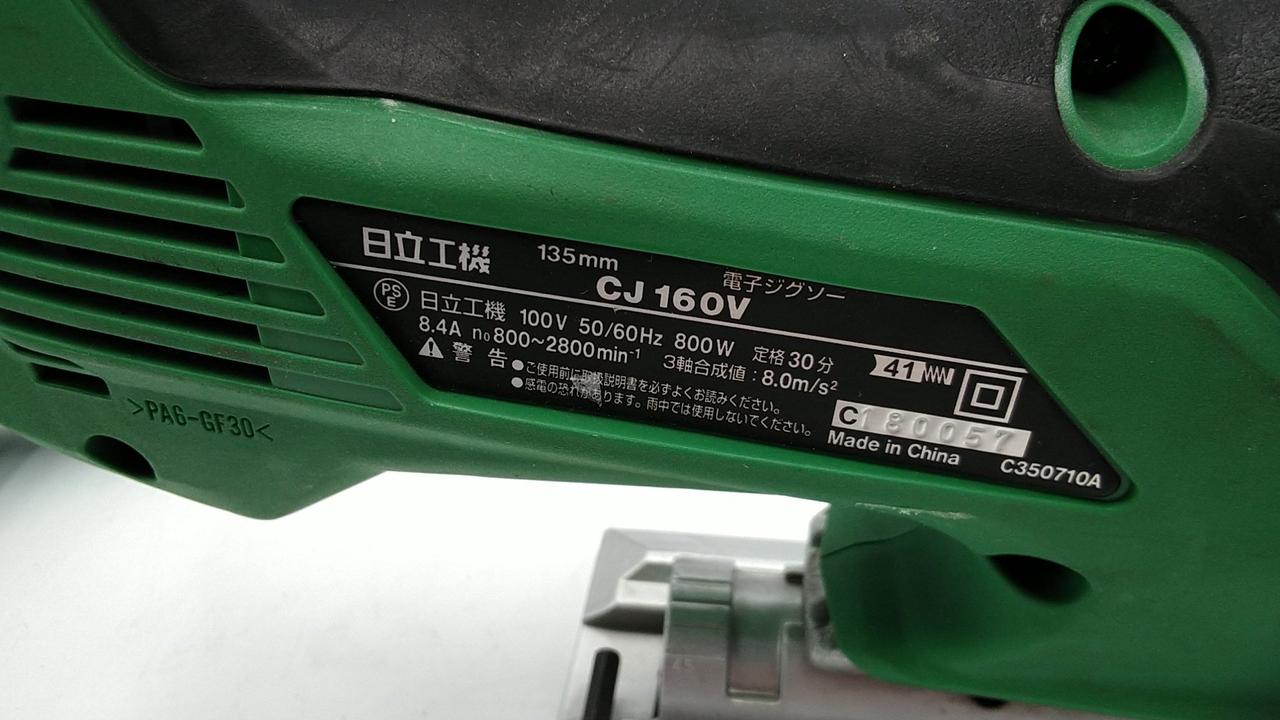 日立工機 135mm 電子ジグソー
CJ 160V
PSE 日立工機 100V 50/60Hz 800W 定格30分 41
8.4A n₀800~2800min⁻¹ 3軸合成値:8.0m/s²
警告 ●ご使用前に取扱説明書を必ずよくお読みください。
●感電の恐れがあります。雨中では使用しないでください。
C180057
Made in China C350710A
>PA6-GF30<
45